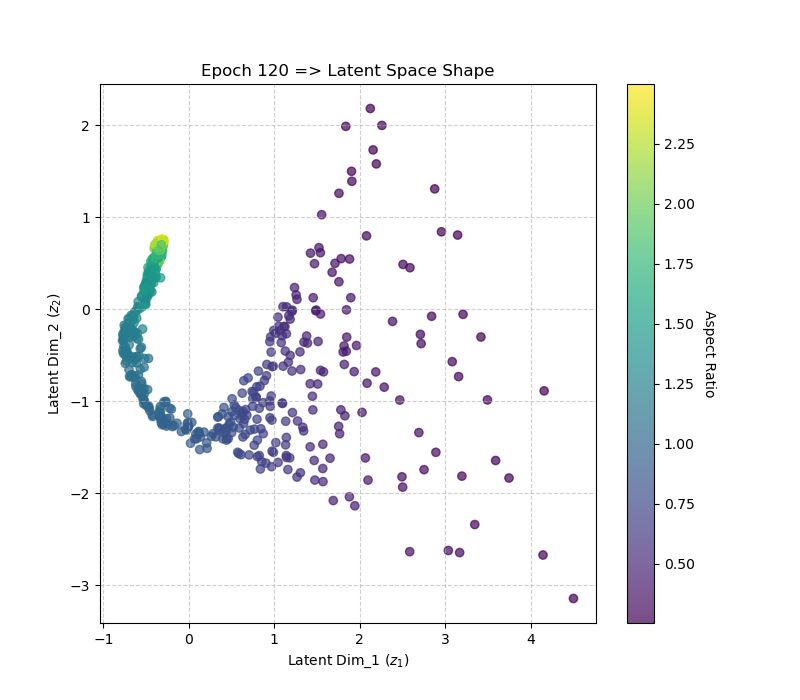 Epoch 120 => Latent Space Shape
2
1
0
−1
−2
−3
Latent Dim_2 (z₂)
−1 0 1 2 3 4
Latent Dim_1 (z₁)
2.25
2.00
1.75
1.50
1.25
1.00
0.75
0.50
Aspect Ratio